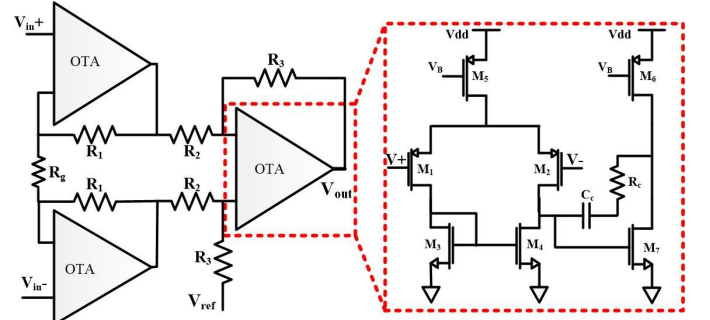 Vin+
OTA
R1
Rg
R1
OTA
Vin-
R2
R2
R3
OTA
Vout
R3
Vref
Vdd
VB
M5
Vdd
VB
M6
V+
M1
M2
V-
Rc
Cc
M3
M4
M7